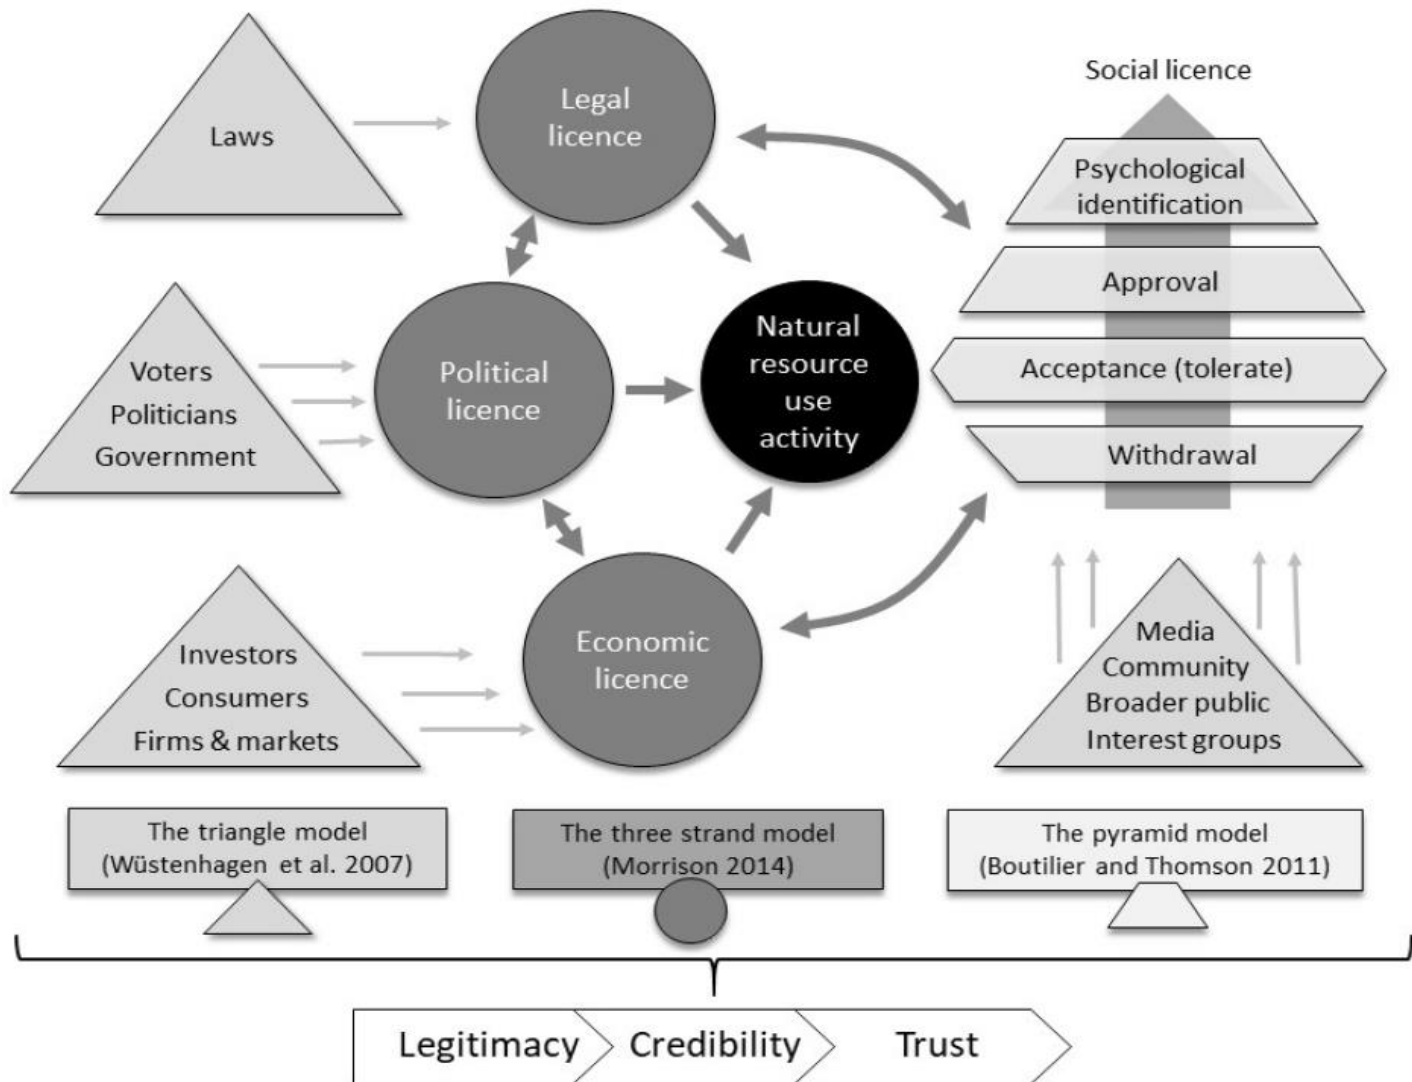 Social licence
Laws
Legal
licence
Psychological
identification
Approval
Acceptance (tolerate)
Withdrawal
Voters
Politicians
Government
Political
licence
Natural
resource
use
activity
Investors
Consumers
Firms & markets
Economic
licence
Media
Community
Broader public
Interest groups
The triangle model
(Wüstenhagen et al. 2007)
The three strand model
(Morrison 2014)
The pyramid model
(Boutilier and Thomson 2011)
Legitimacy
Credibility
Trust